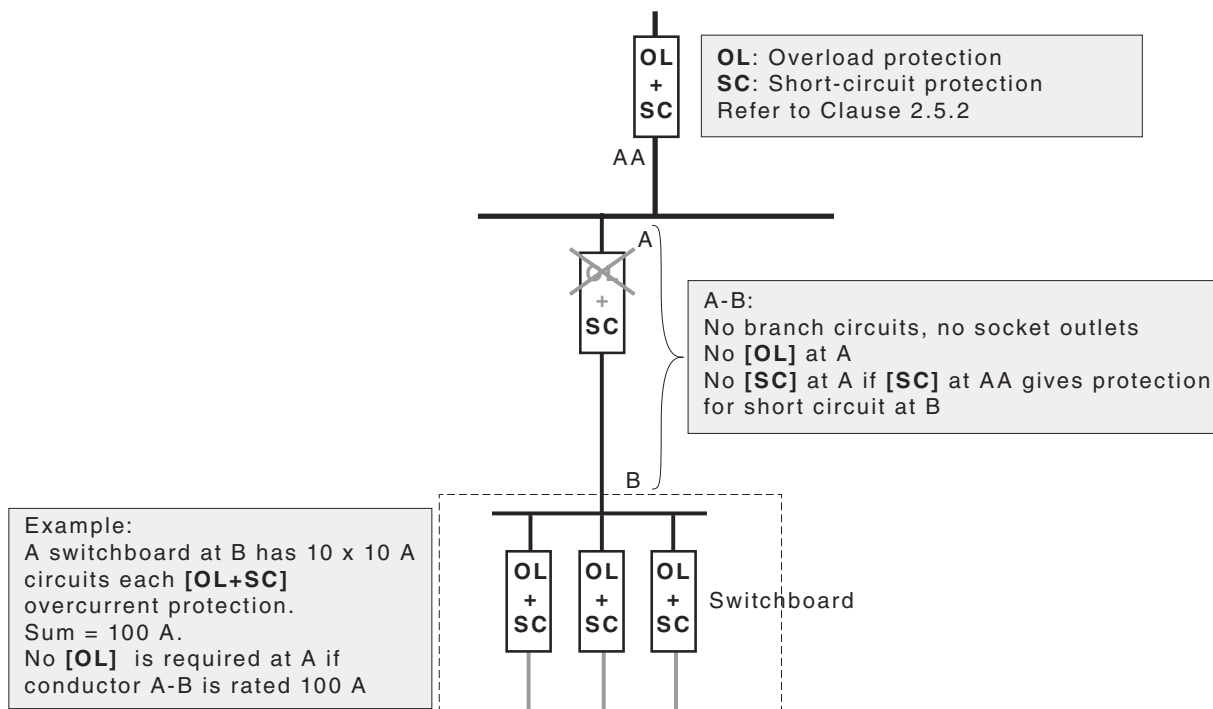 OL
+
SC
OL: Overload protection
SC: Short-circuit protection
Refer to Clause 2.5.2
AA
A
OL
+
SC
A-B:
No branch circuits, no socket outlets
No [OL] at A
No [SC] at A if [SC] at AA gives protection
for short circuit at B
B
Example:
A switchboard at B has 10 x 10 A
circuits each [OL+SC]
overcurrent protection.
Sum = 100 A.
No [OL] is required at A if
conductor A-B is rated 100 A
OL
+
SC
OL
+
SC
OL
+
SC
Switchboard